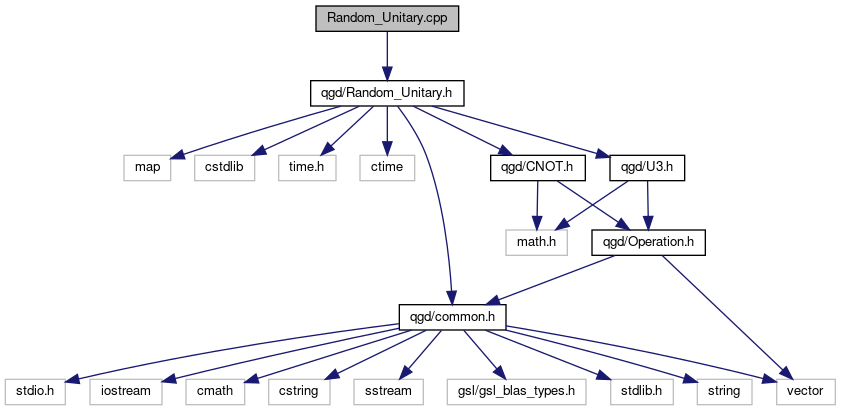 Random_Unitary.cpp
qgd/Random_Unitary.h
map
cstdlib
time.h
ctime
qgd/CNOT.h
qgd/U3.h
math.h
qgd/Operation.h
qgd/common.h
stdio.h
iostream
cmath
cstring
sstream
gsl/gsl_blas_types.h
stdlib.h
string
vector